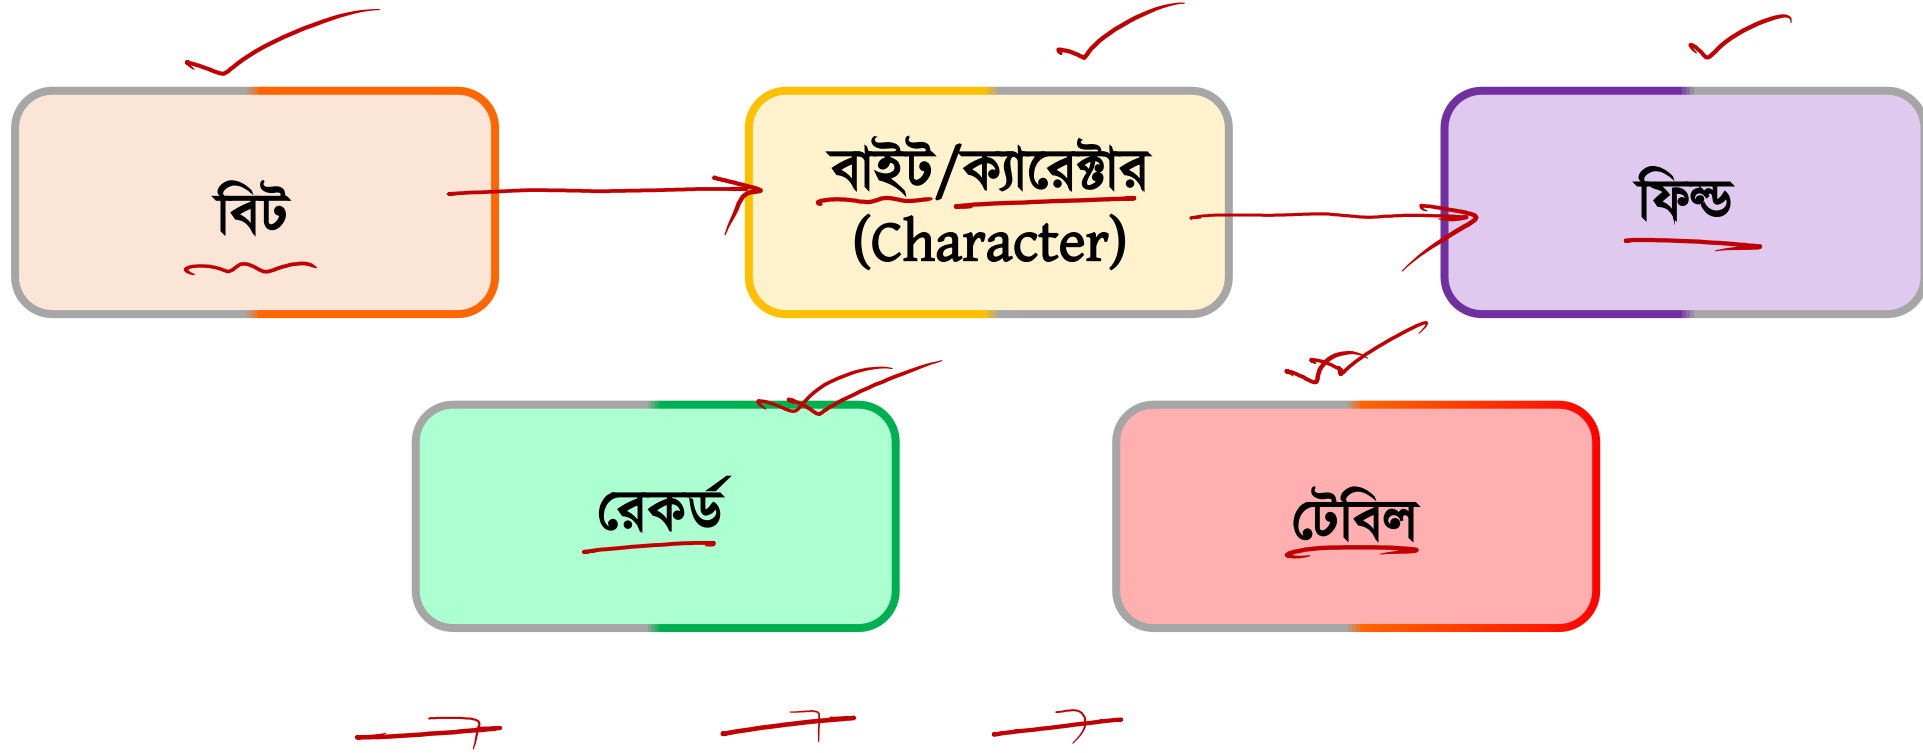 বিট
বাইট/ক্যারেক্টার
(Character)
ফিল্ড
রেকর্ড
টেবিল